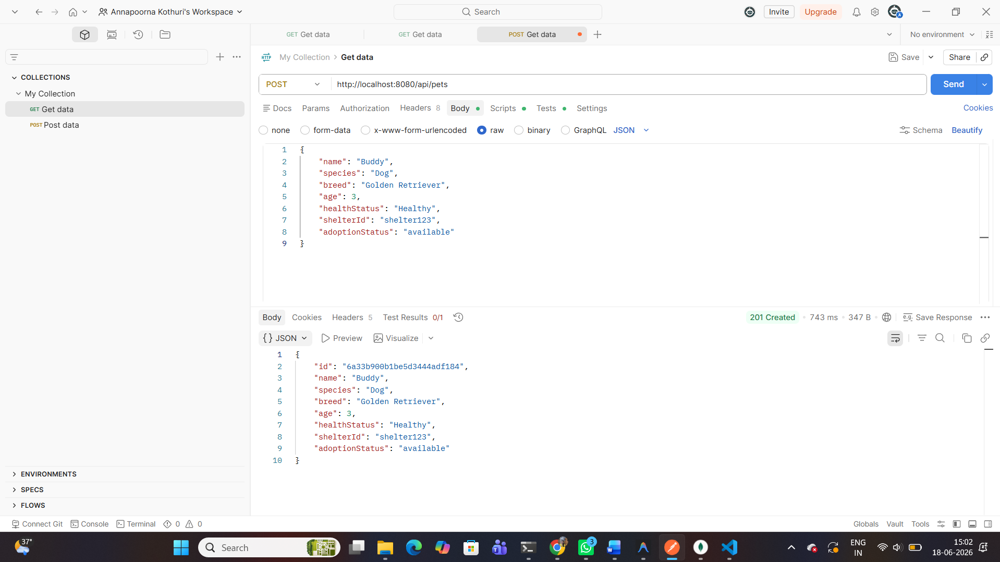 Annapoorna Kothuri's Workspace
Search
Invite
Upgrade
GET Get data
GET Get data
POST Get data
No environment
HTTP My Collection > Get data
Save
Share
COLLECTIONS
My Collection
GET Get data
POST Post data
POST
http://localhost:8080/api/pets
Send
Docs
Params
Authorization
Headers 8
Body
Scripts
Tests
Settings
Cookies
none
form-data
x-www-form-urlencoded
raw
binary
GraphQL
JSON
Schema
Beautify
1 {
2 "name": "Buddy",
3 "species": "Dog",
4 "breed": "Golden Retriever",
5 "age": 3,
6 "healthStatus": "Healthy",
7 "shelterId": "shelter123",
8 "adoptionStatus": "available"
9 }
Body
Cookies
Headers 5
Test Results 0/1
201 Created
743 ms
347 B
e.g. Save Response
{} JSON
Preview
Visualize
1 {
2 "id": "6a33b900b1be5d3444adf184",
3 "name": "Buddy",
4 "species": "Dog",
5 "breed": "Golden Retriever",
6 "age": 3,
7 "healthStatus": "Healthy",
8 "shelterId": "shelter123",
9 "adoptionStatus": "available"
10 }
ENVIRONMENTS
SPECS
FLOWS
Connect Git
Console
Terminal
0
0
Globals
Vault
Tools
37°
Search
3
ENG
IN
15:02
18-06-2026